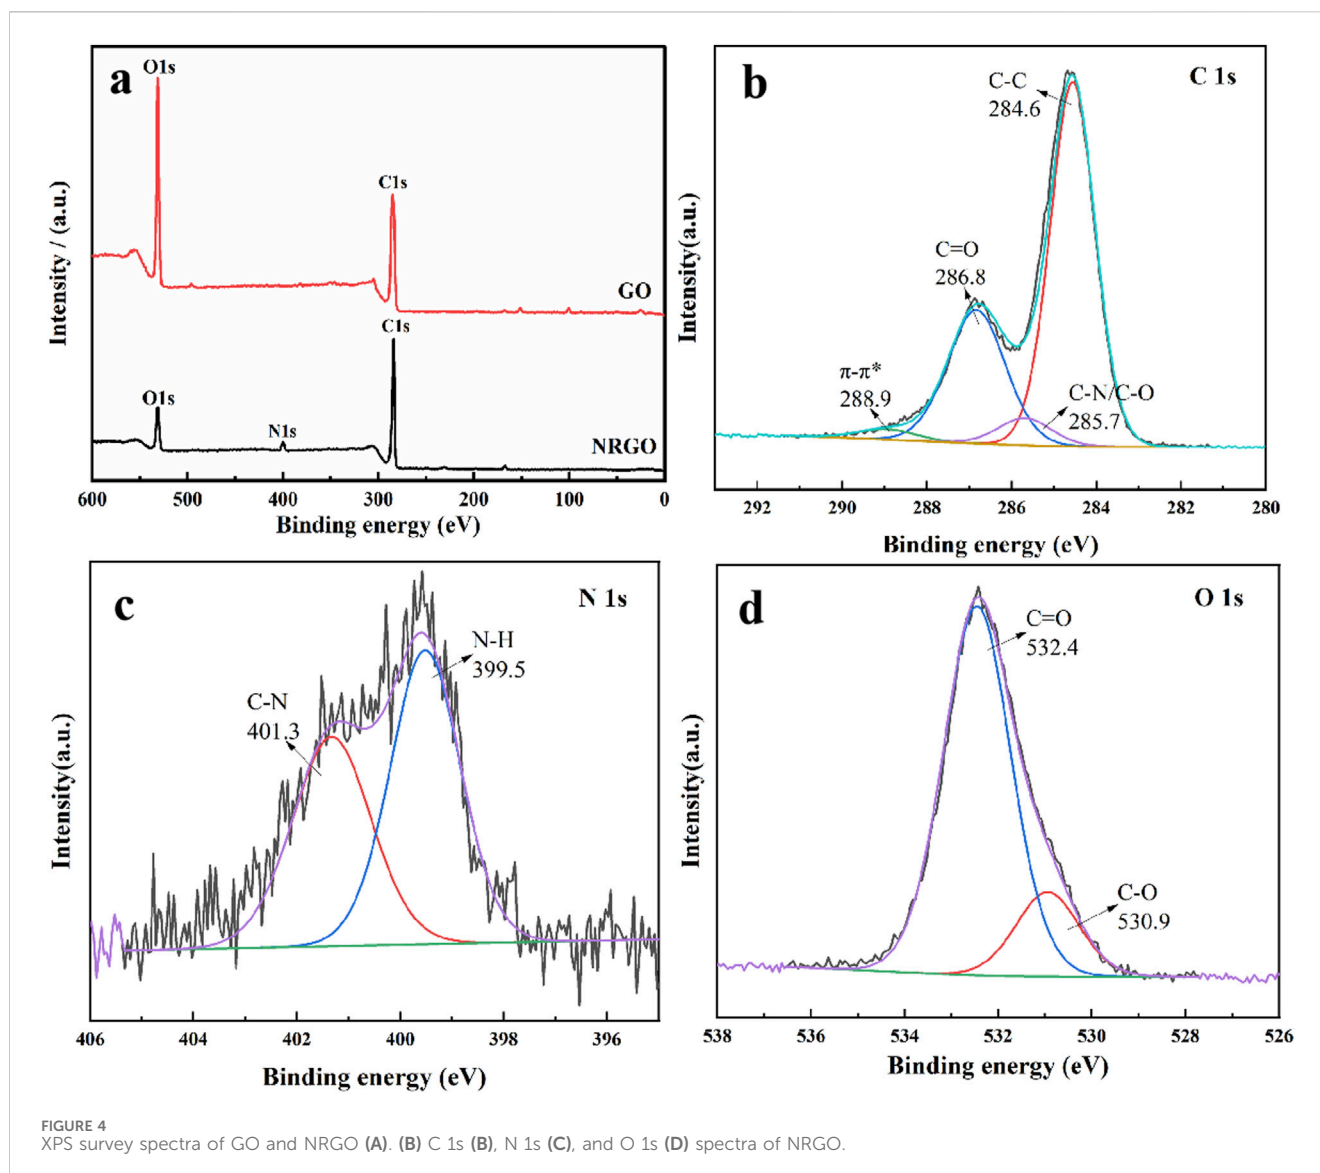 a
O1s
C1s
GO
C1s
O1s
N1s
NRGO
Intensity / (a.u.)
600 500 400 300 200 100 0
Binding energy (eV)
b
C 1s
C-C
284.6
C=O
286.8
π-π*
288.9
C-N/C-O
285.7
Intensity(a.u.)
292 290 288 286 284 282 280
Binding energy (eV)
c
N 1s
N-H
399.5
C-N
401.3
Intensity(a.u.)
406 404 402 400 398 396
Binding energy (eV)
d
O 1s
C=O
532.4
C-O
530.9
Intensity(a.u.)
538 536 534 532 530 528 526
Binding energy (eV)
FIGURE 4
XPS survey spectra of GO and NRGO (A). (B) C 1s (B), N 1s (C), and O 1s (D) spectra of NRGO.